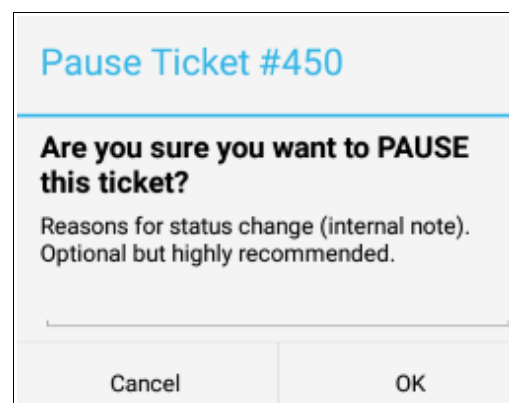 Pause Ticket #450
Are you sure you want to PAUSE
this ticket?
Reasons for status change (internal note).
Optional but highly recommended.
Cancel OK